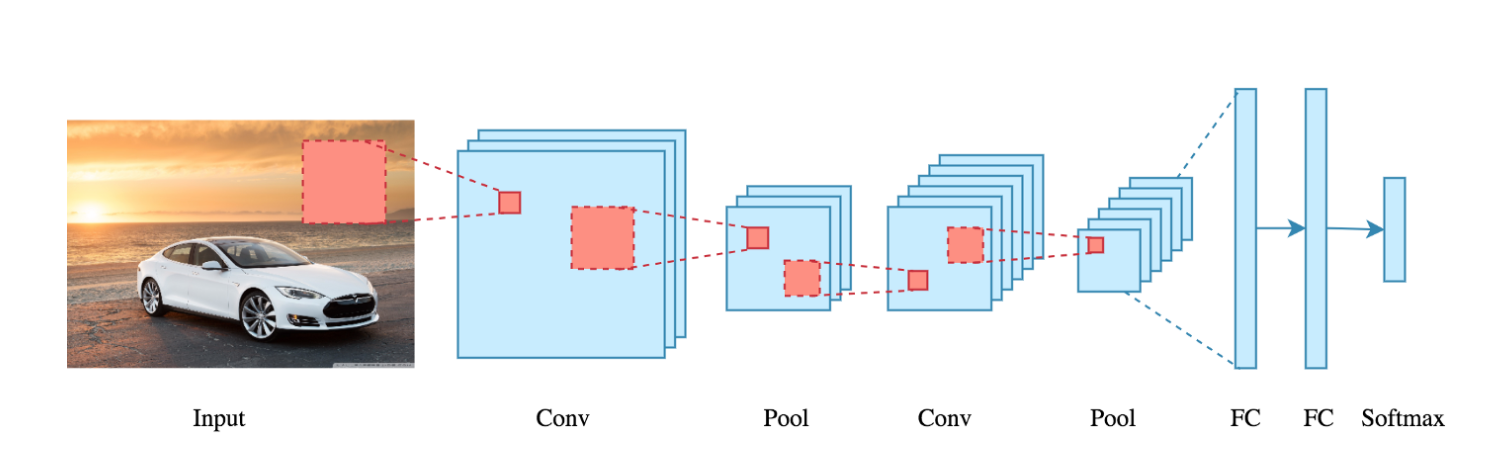 Input Conv Pool Conv Pool FC FC Softmax